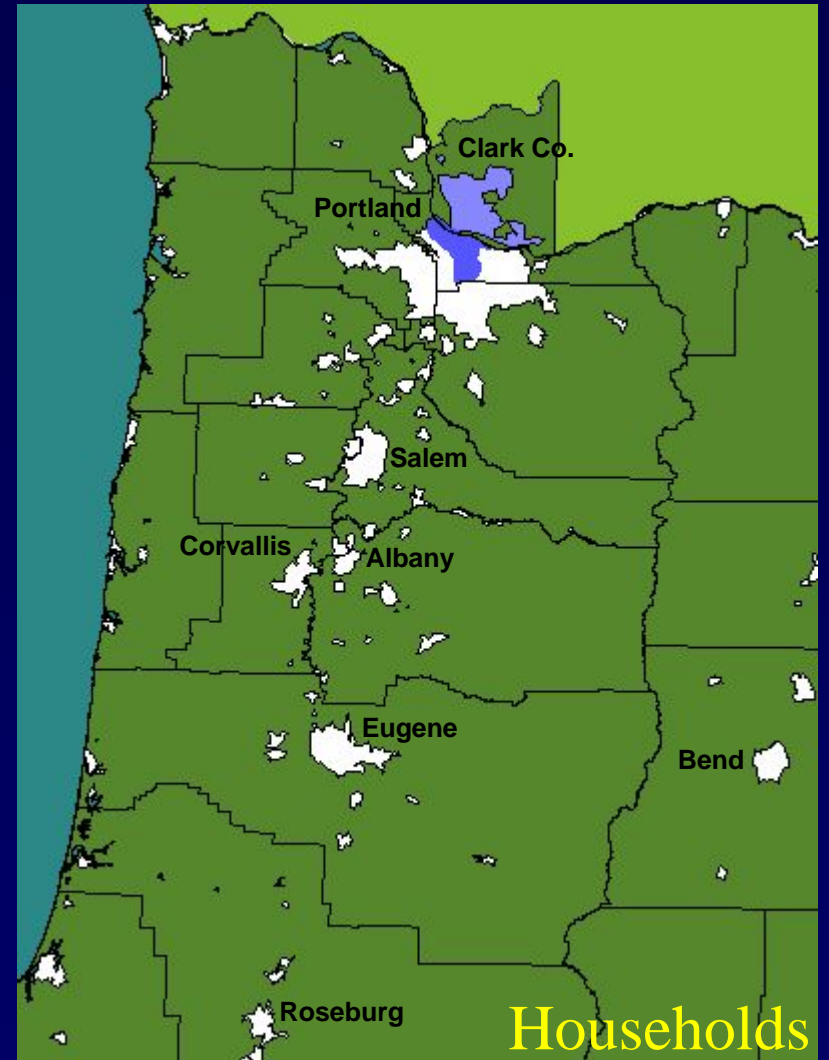 Clark Co.
Portland
Salem
Corvallis
Albany
Eugene
Bend
Roseburg
Households